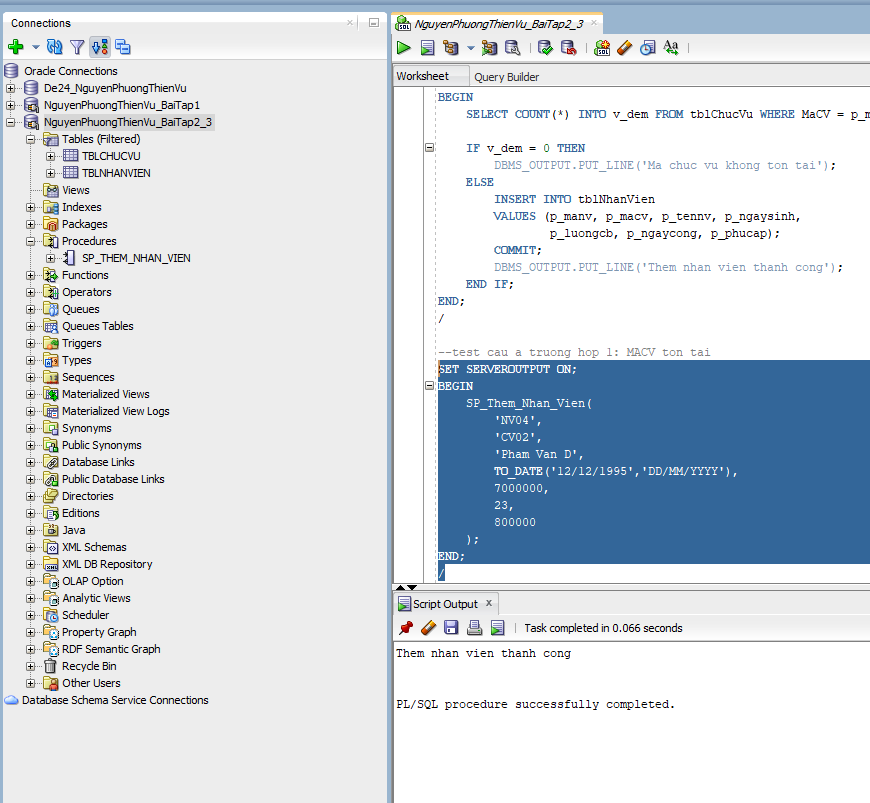 Connections
Oracle Connections
De24_NguyenPhuongThienVu
NguyenPhuongThienVu_BaiTap1
NguyenPhuongThienVu_BaiTap2_3
Tables (Filtered)
TBLCHUCVU
TBLNHANVIEN
Views
Indexes
Packages
Procedures
SP_THEM_NHAN_VIEN
Functions
Operators
Queues
Queues Tables
Triggers
Types
Sequences
Materialized Views
Materialized View Logs
Synonyms
Public Synonyms
Database Links
Public Database Links
Directories
Editions
Java
XML Schemas
XML DB Repository
OLAP Option
Analytic Views
Scheduler
Property Graph
RDF Semantic Graph
Recycle Bin
Other Users
Database Schema Service Connections
NguyenPhuongThienVu_BaiTap2_3
Worksheet Query Builder
BEGIN
SELECT COUNT(*) INTO v_dem FROM tblChucVu WHERE MaCV = p_m
IF v_dem = 0 THEN
DBMS_OUTPUT.PUT_LINE('Ma chuc vu khong ton tai');
ELSE
INSERT INTO tblNhanVien
VALUES (p_manv, p_macv, p_tennv, p_ngaysinh,
p_luongcb, p_ngaycong, p_phucap);
COMMIT;
DBMS_OUTPUT.PUT_LINE('Them nhan vien thanh cong');
END IF;
END;
/
--test cau a truong hop 1: MACV ton tai
SET SERVEROUTPUT ON;
BEGIN
SP_Them_Nhan_Vien(
'NV04',
'CV02',
'Pham Van D',
TO_DATE('12/12/1995','DD/MM/YYYY'),
7000000,
23,
800000
);
END;
/
Script Output x
Task completed in 0.066 seconds
Them nhan vien thanh cong
PL/SQL procedure successfully completed.